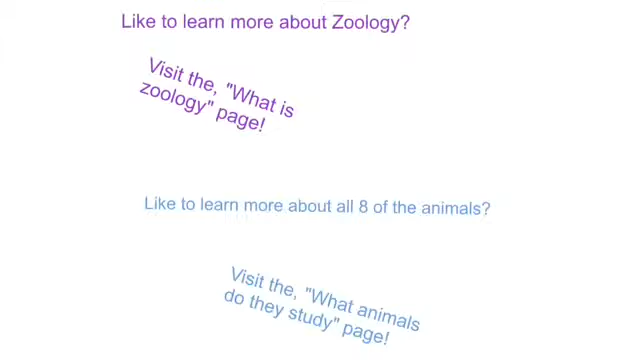 Like to learn more about Zoology?
Visit the, "What is
zoology" page!
Like to learn more about all 8 of the animals?
Visit the, "What animals
do they study" page!